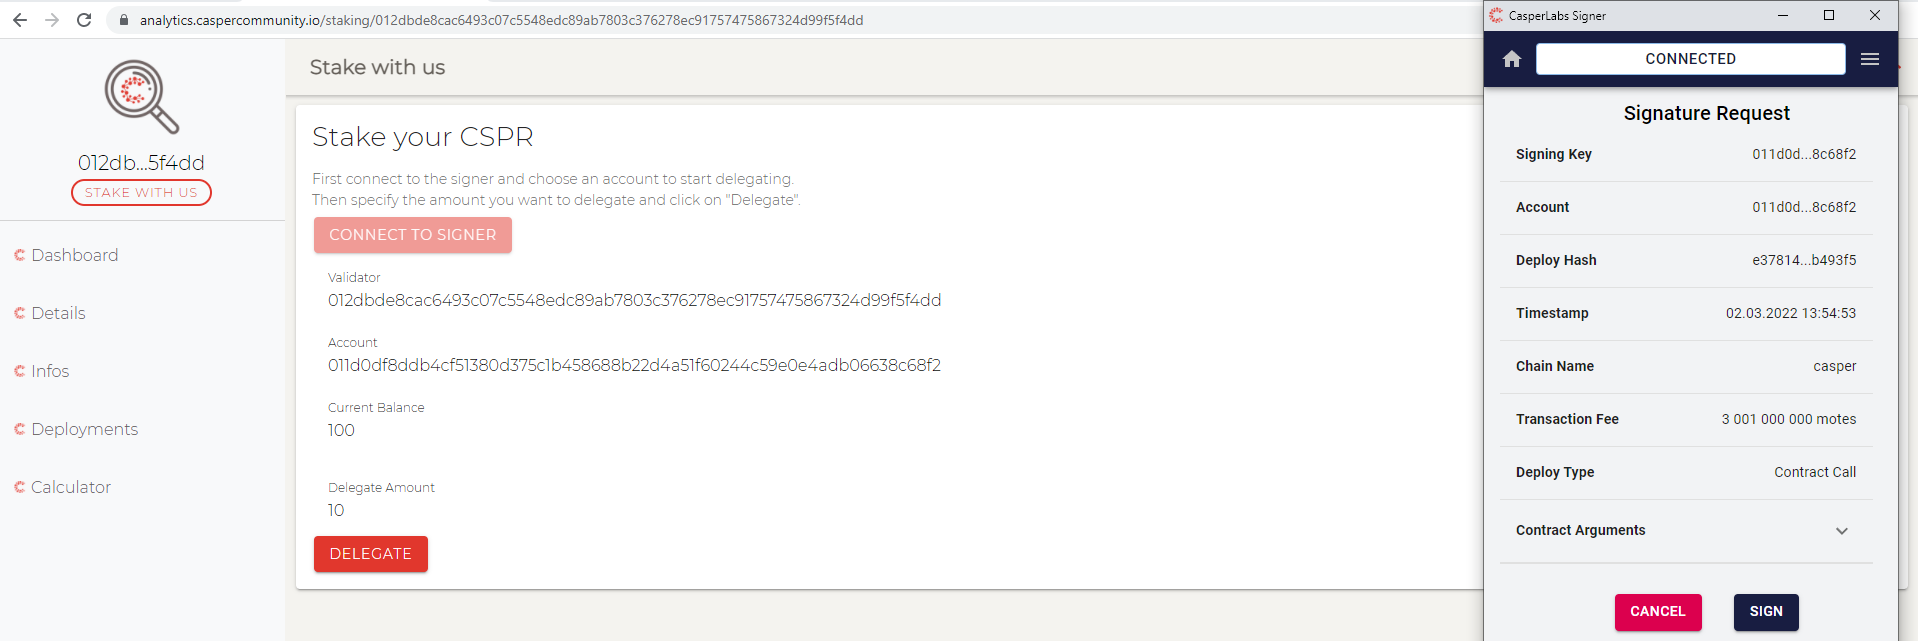 analytics.caspercommunity.io/staking/012dbde8cac6493c07c5548edc89ab7803c376278ec91757475867324d99f5f4dd
012db...5f4dd
STAKE WITH US
Dashboard
Details
Infos
Deployments
Calculator
Stake with us
Stake your CSPR
First connect to the signer and choose an account to start delegating.
Then specify the amount you want to delegate and click on "Delegate".
CONNECT TO SIGNER
Validator
012dbde8cac6493c07c5548edc89ab7803c376278ec91757475867324d99f5f4dd
Account
011d0df8ddb4cf51380d375c1b458688b22d4a51f60244c59e0e4adb06638c68f2
Current Balance
100
Delegate Amount
10
DELEGATE
CasperLabs Signer
CONNECTED
Signature Request
Signing Key 011d0d...8c68f2
Account 011d0d...8c68f2
Deploy Hash e37814...b493f5
Timestamp 02.03.2022 13:54:53
Chain Name casper
Transaction Fee 3 001 000 000 motes
Deploy Type Contract Call
Contract Arguments
CANCEL SIGN